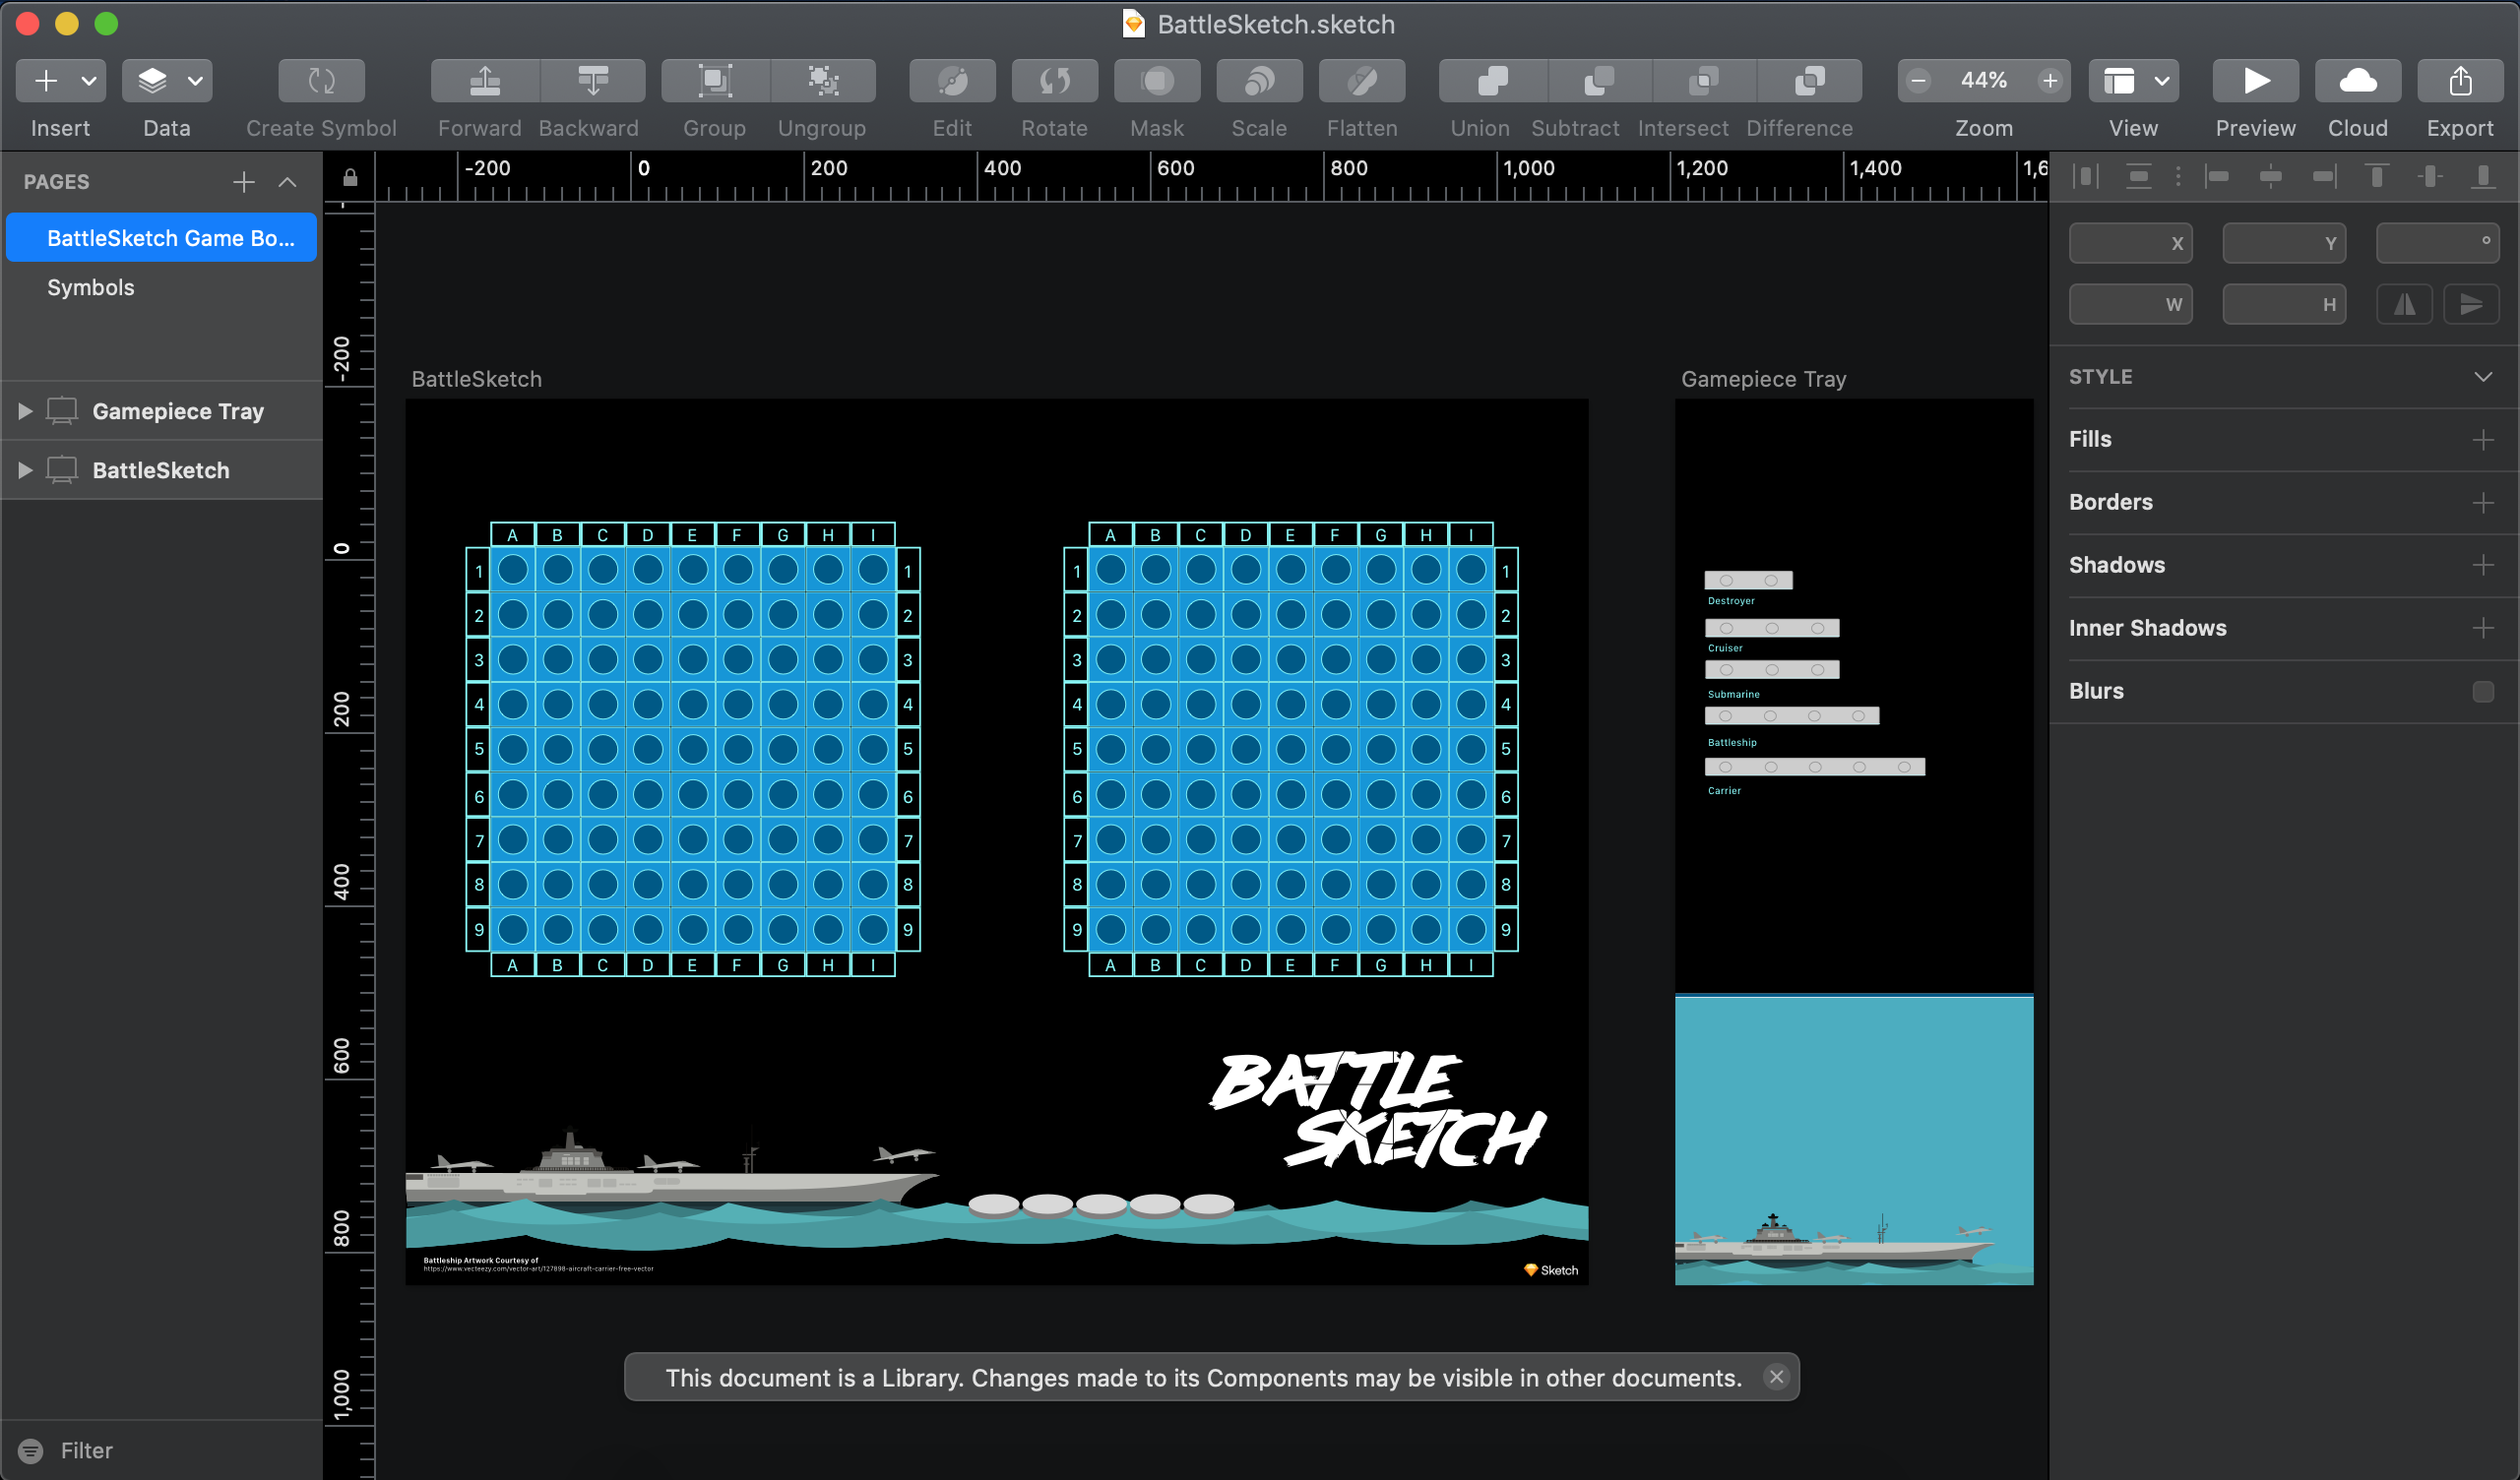 BattleSketch.sketch
44%
Insert Data Create Symbol Forward Backward Group Ungroup Edit Rotate Mask Scale Flatten Union Subtract Intersect Difference Zoom View Preview Cloud Export
PAGES
BattleSketch Game Bo...
Symbols
Gamepiece Tray
BattleSketch
Filter
-200 0 200 400 600 800 1,000 1,200 1,400 1,6
-200
0
200
400
600
800
1,000
BattleSketch
A B C D E F G H I
1 1
2 2
3 3
4 4
5 5
6 6
7 7
8 8
9 9
A B C D E F G H I
A B C D E F G H I
1 1
2 2
3 3
4 4
5 5
6 6
7 7
8 8
9 9
A B C D E F G H I
BATTLE
SKETCH
Battleship Artwork Courtesy of
https://www.vecteezy.com/vector-art/127898-aircraft-carrier-free-vector
Sketch
Gamepiece Tray
Destroyer
Cruiser
Submarine
Battleship
Carrier
This document is a Library. Changes made to its Components may be visible in other documents.
X Y °
W H
STYLE
Fills
Borders
Shadows
Inner Shadows
Blurs